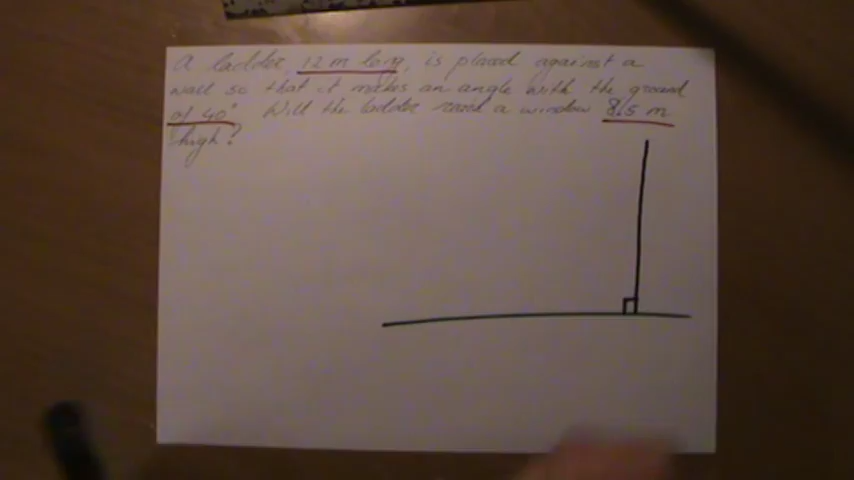 A ladder, 12 m long, is placed against a
wall so that it makes an angle with the ground
of 40° Will the ladder reach a window 8.5 m
high?